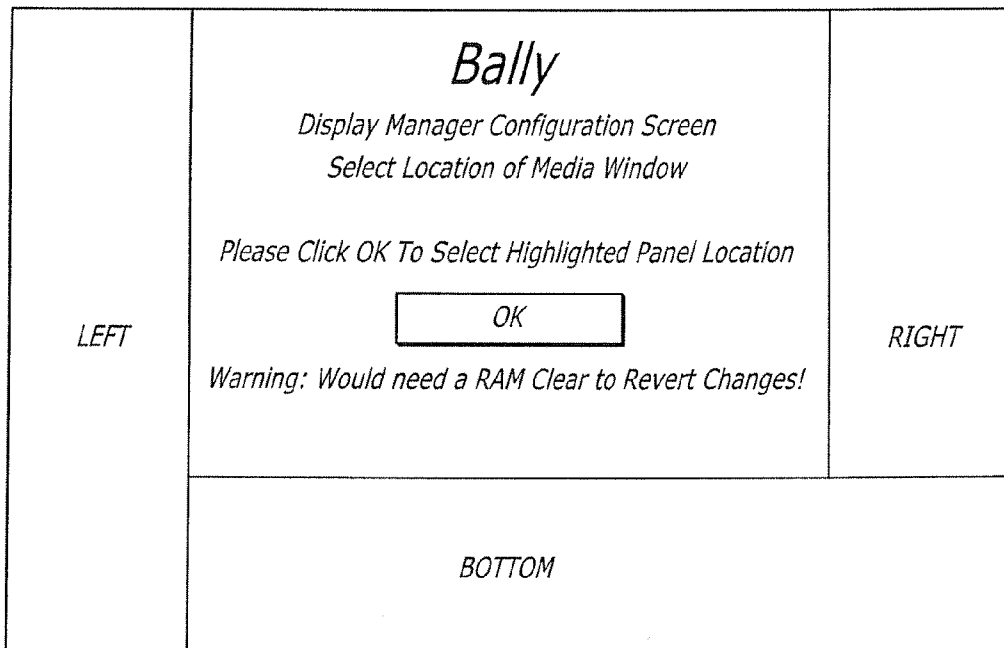 Bally
Display Manager Configuration Screen
Select Location of Media Window
Please Click OK To Select Highlighted Panel Location
LEFT
OK
RIGHT
Warning: Would need a RAM Clear to Revert Changes!
BOTTOM